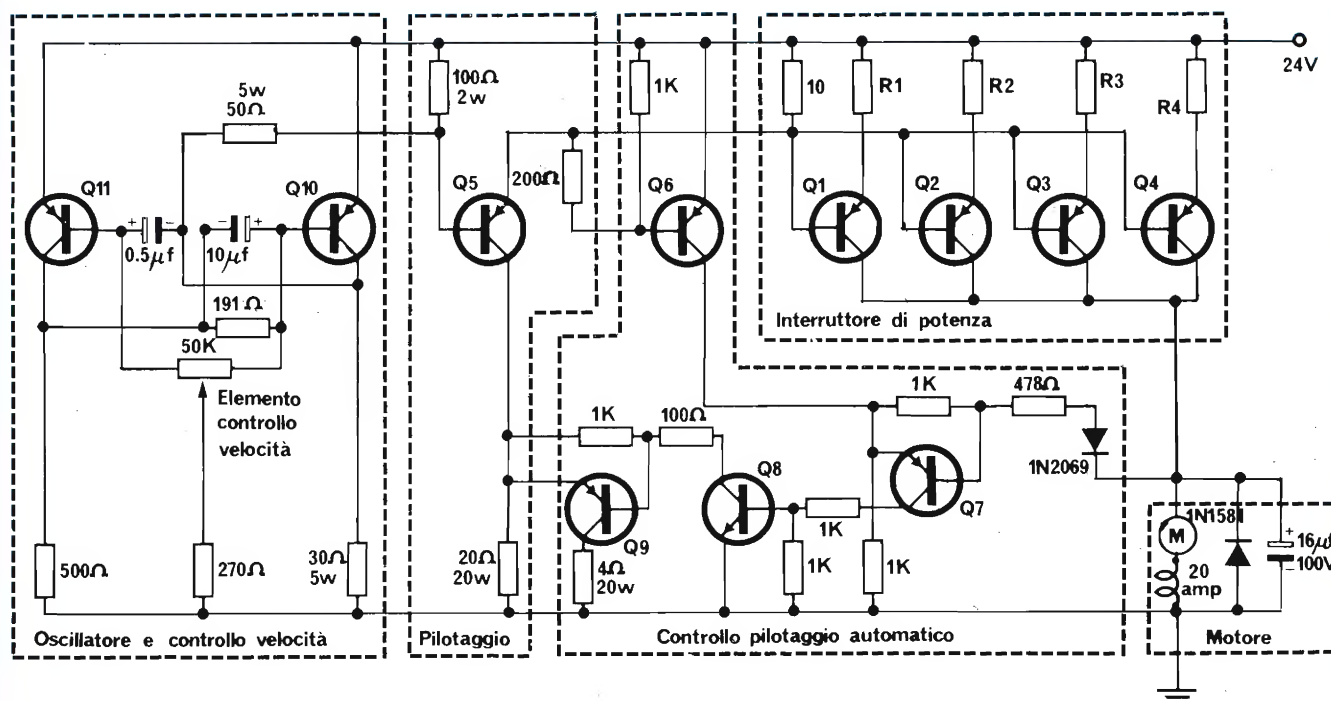 24V
5w
50Ω
100Ω
2w
1K
10
R1
R2
R3
R4
Q11
Q10
Q5
200Ω
Q6
Q1
Q2
Q3
Q4
+ -
0.5µf
- +
10µf
191Ω
50K
Elemento
controllo
velocità
Interruttore di potenza
1K
478Ω
1N2069
1K
100Ω
Q8
Q7
1K
Q9
500Ω
270Ω
30Ω
5w
20Ω
20w
4Ω
20w
1K
1K
1N1581
M
20
amp
+
16µf
-
100V
Oscillatore e controllo velocità
Pilotaggio
Controllo pilotaggio automatico
Motore